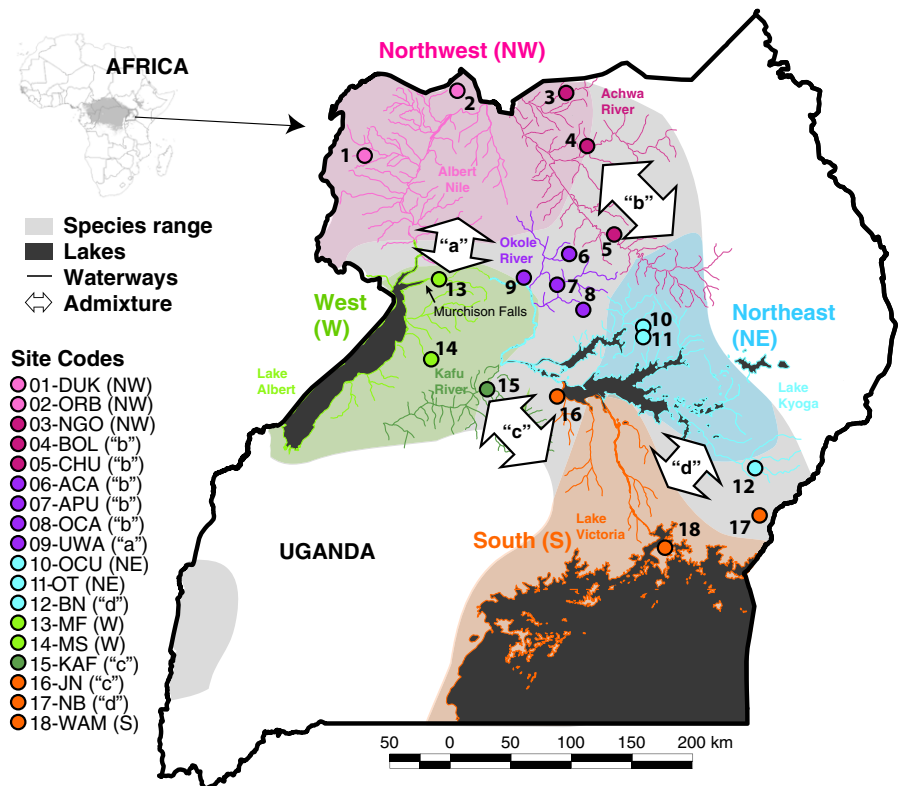 Northwest (NW)
AFRICA
Achwa
River
1
2
3
4
5
6
7
8
9
10
11
12
13
14
15
16
17
18
Albert
Nile
"b"
"a"
Okole
River
Species range
Lakes
Waterways
Admixture
West
(W)
Murchison Falls
Northeast
(NE)
Lake
Albert
Kafu
River
Lake
Kyoga
"c"
"d"
South (S)
Lake
Victoria
UGANDA
Site Codes
01-DUK (NW)
02-ORB (NW)
03-NGO (NW)
04-BOL ("b")
05-CHU ("b")
06-ACA ("b")
07-APU ("b")
08-OCA ("b")
09-UWA ("a")
10-OCU (NE)
11-OT (NE)
12-BN ("d")
13-MF (W)
14-MS (W)
15-KAF ("c")
16-JN ("c")
17-NB ("d")
18-WAM (S)
50 0 50 100 150 200 km